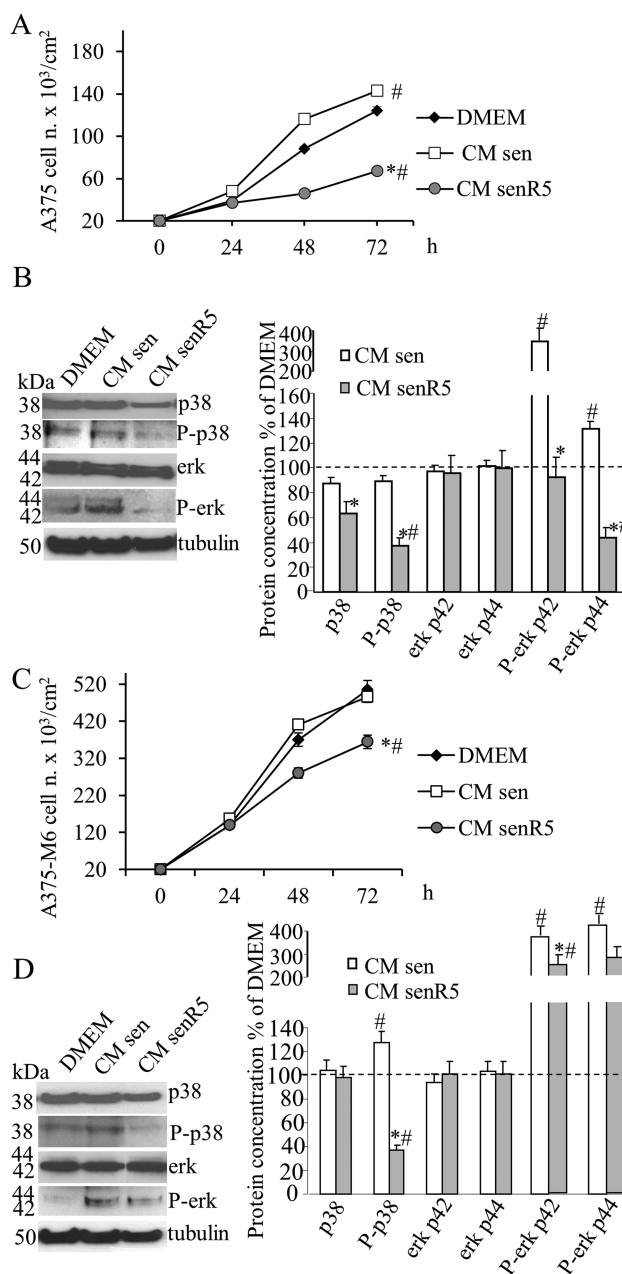 A
A375 cell n. x 10³/cm²
180
140
100
60
20
0 24 48 72 h
#
*#
DMEM
CM sen
CM senR5
B
DMEM CM sen CM senR5
kDa
38 p38
38 P-p38
44
42 erk
44
42 P-erk
50 tubulin
Protein concentration % of DMEM
400
300
200
160
140
120
100
80
60
40
20
0
CM sen
CM senR5
* *# # * # *#
p38 P-p38 erk p42 erk p44 P-erk p42 P-erk p44
C
A375-M6 cell n. x 10³/cm²
520
420
320
220
120
20
0 24 48 72 h
*#
DMEM
CM sen
CM senR5
D
DMEM CM sen CM senR5
kDa
38 p38
38 P-p38
44
42 erk
44
42 P-erk
50 tubulin
Protein concentration % of DMEM
400
300
200
140
120
100
80
60
40
20
0
CM sen
CM senR5
# *# # *# #
p38 P-p38 erk p42 erk p44 P-erk p42 P-erk p44